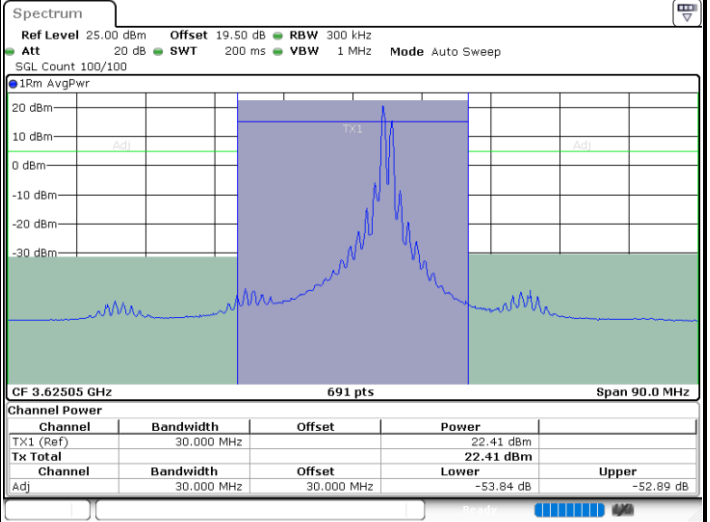 Spectrum
Ref Level 25.00 dBm Offset 19.50 dB RBW 300 kHz
Att 20 dB SWT 200 ms VBW 1 MHz Mode Auto Sweep
SGL Count 100/100
1Rm AvgPwr
20 dBm
TX1
10 dBm
Adj Adj
0 dBm
-10 dBm
-20 dBm
-30 dBm
CF 3.62505 GHz 691 pts Span 90.0 MHz
Channel Power
Channel Bandwidth Offset Power
TX1 (Ref) 30.000 MHz 22.41 dBm
Tx Total 22.41 dBm
Channel Bandwidth Offset Lower Upper
Adj 30.000 MHz 30.000 MHz -53.84 dB -52.89 dB
Ready